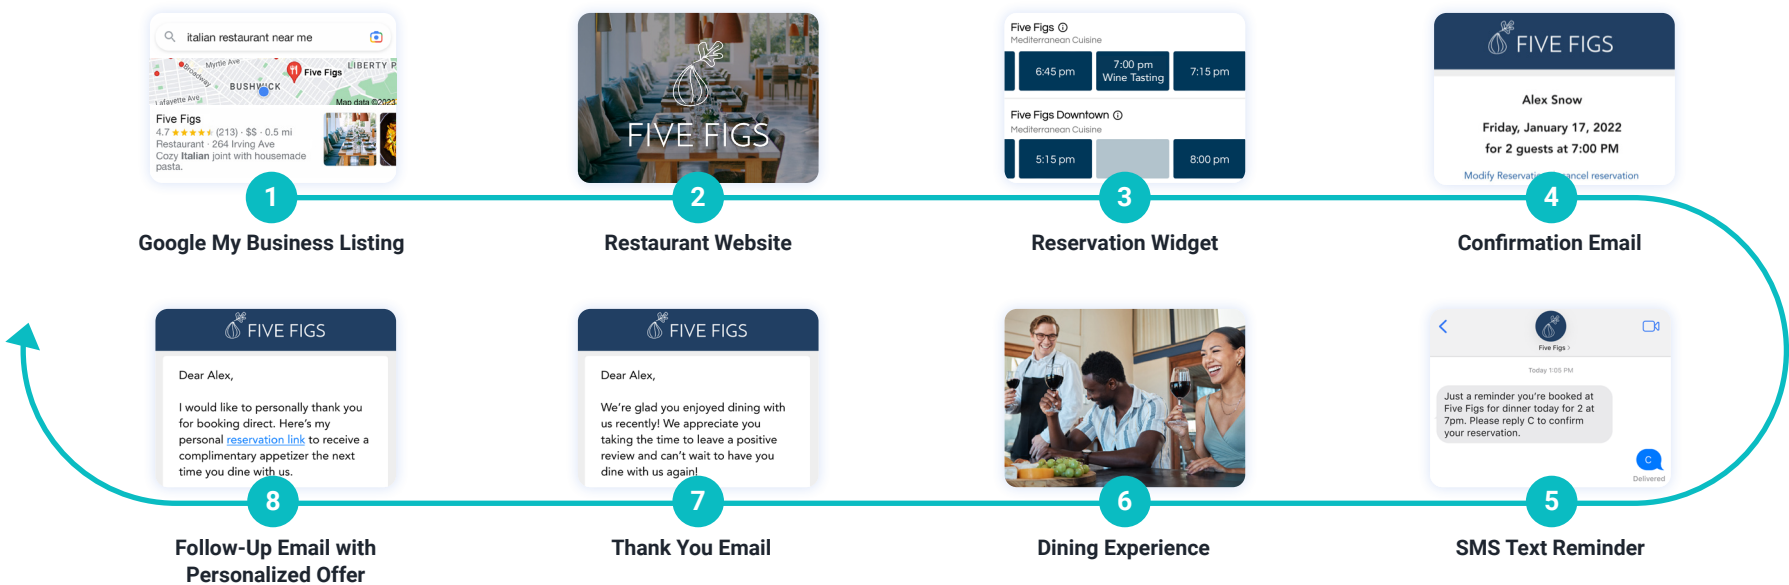 italian restaurant near me
Myrtle Ave
Broadway
LIBERTY P
Five Figs
BUSHWICK
Lafayette Ave
Map data ©2023
Five Figs
4.7 (213) · $$ · 0.5 mi
Restaurant · 264 Irving Ave
Cozy Italian joint with housemade
pasta.
1
Google My Business Listing
FIVE FIGS
2
Restaurant Website
Five Figs
Mediterranean Cuisine
6:45 pm
7:00 pm
Wine Tasting
7:15 pm
Five Figs Downtown
Mediterranean Cuisine
5:15 pm
8:00 pm
3
Reservation Widget
FIVE FIGS
Alex Snow
Friday, January 17, 2022
for 2 guests at 7:00 PM
Modify Reservation Cancel reservation
4
Confirmation Email
Five Figs
Today 1:05 PM
Just a reminder you're booked at
Five Figs for dinner today for 2 at
7pm. Please reply C to confirm
your reservation.
C
Delivered
5
SMS Text Reminder
6
Dining Experience
FIVE FIGS
Dear Alex,
We're glad you enjoyed dining with
us recently! We appreciate you
taking the time to leave a positive
review and can't wait to have you
dine with us again!
7
Thank You Email
FIVE FIGS
Dear Alex,
I would like to personally thank you
for booking direct. Here's my
personal reservation link to receive a
complimentary appetizer the next
time you dine with us.
8
Follow-Up Email with
Personalized Offer